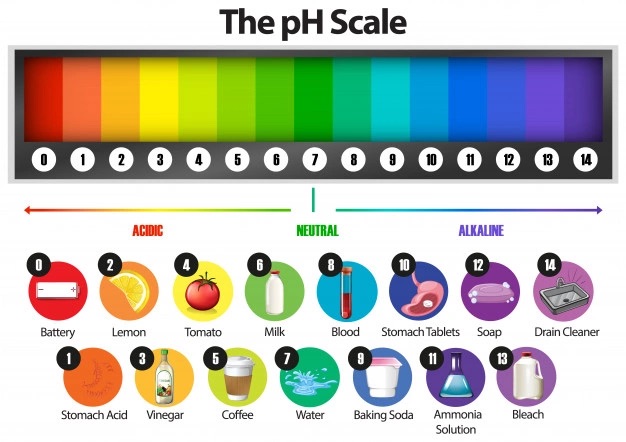 The pH Scale
0 1 2 3 4 5 6 7 8 9 10 11 12 13 14
ACIDIC NEUTRAL ALKALINE
0 2 4 6 8 10 12 14
Battery Lemon Tomato Milk Blood Stomach Tablets Soap Drain Cleaner
1 3 5 7 9 11 13
Stomach Acid Vinegar Coffee Water Baking Soda Ammonia Bleach
Solution